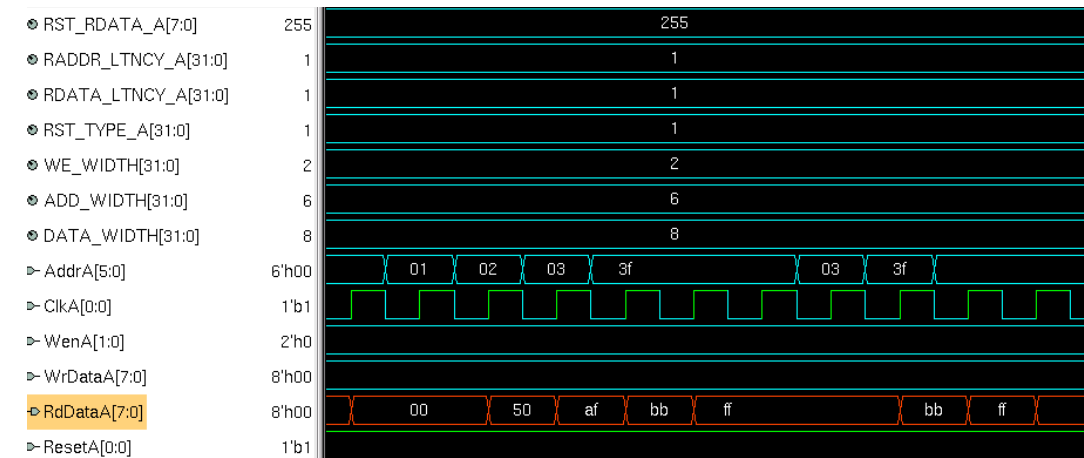 RST_RDATA_A[7:0] 255 255
RADDR_LTNCY_A[31:0] 1 1
RDATA_LTNCY_A[31:0] 1 1
RST_TYPE_A[31:0] 1 1
WE_WIDTH[31:0] 2 2
ADD_WIDTH[31:0] 6 6
DATA_WIDTH[31:0] 8 8
AddrA[5:0] 6'h00 01 02 03 3f 03 3f
ClkA[0:0] 1'b1
WenA[1:0] 2'h0
WrDataA[7:0] 8'h00
RdDataA[7:0] 8'h00 00 50 af bb ff bb ff
ResetA[0:0] 1'b1